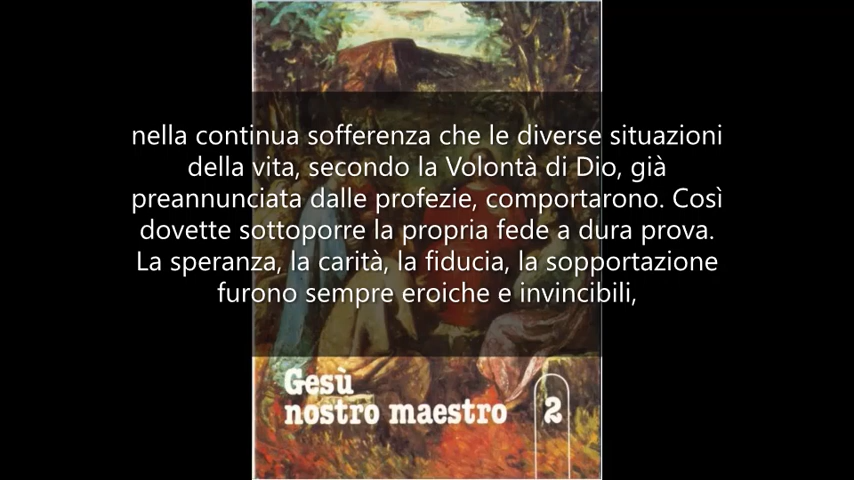 nella continua sofferenza che le diverse situazioni
della vita, secondo la Volontà di Dio, già
preannunciata dalle profezie, comportarono. Così
dovette sottoporre la propria fede a dura prova.
La speranza, la carità, la fiducia, la sopportazione
furono sempre eroiche e invincibili,
Gesù
nostro maestro 2